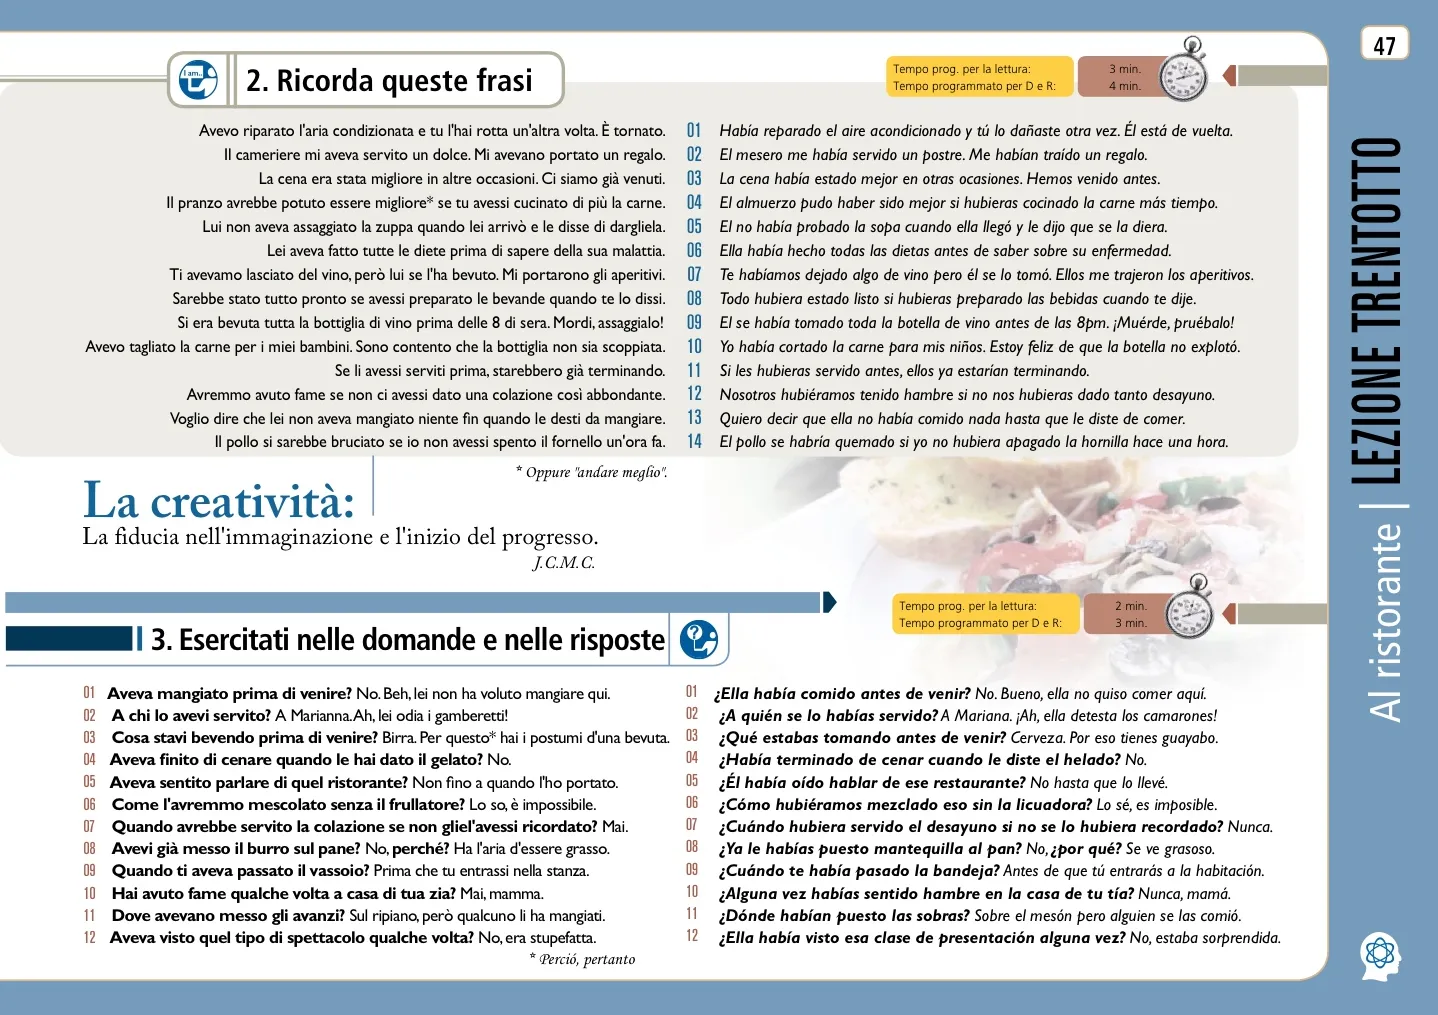 47
2. Ricorda queste frasi
I am...
Tempo prog. per la lettura: 3 min.
Tempo programmato per D e R: 4 min.
Avevo riparato l'aria condizionata e tu l'hai rotta un'altra volta. È tornato. 01 Había reparado el aire acondicionado y tú lo dañaste otra vez. Él está de vuelta.
Il cameriere mi aveva servito un dolce. Mi avevano portato un regalo. 02 El mesero me había servido un postre. Me habían traído un regalo.
La cena era stata migliore in altre occasioni. Ci siamo già venuti. 03 La cena había estado mejor en otras ocasiones. Hemos venido antes.
Il pranzo avrebbe potuto essere migliore* se tu avessi cucinato di più la carne. 04 El almuerzo pudo haber sido mejor si hubieras cocinado la carne más tiempo.
Lui non aveva assaggiato la zuppa quando lei arrivò e le disse di dargliela. 05 El no había probado la sopa cuando ella llegó y le dijo que se la diera.
Lei aveva fatto tutte le diete prima di sapere della sua malattia. 06 Ella había hecho todas las dietas antes de saber sobre su enfermedad.
Ti avevamo lasciato del vino, però lui se l'ha bevuto. Mi portarono gli aperitivi. 07 Te habíamos dejado algo de vino pero él se lo tomó. Ellos me trajeron los aperitivos.
Sarebbe stato tutto pronto se avessi preparato le bevande quando te lo dissi. 08 Todo hubiera estado listo si hubieras preparado las bebidas cuando te dije.
Si era bevuta tutta la bottiglia di vino prima delle 8 di sera. Mordi, assaggialo! 09 El se había tomado toda la botella de vino antes de las 8pm. ¡Muérde, pruébalo!
Avevo tagliato la carne per i miei bambini. Sono contento che la bottiglia non sia scoppiata. 10 Yo había cortado la carne para mis niños. Estoy feliz de que la botella no explotó.
Se li avessi serviti prima, starebbero già terminando. 11 Si les hubieras servido antes, ellos ya estarían terminando.
Avremmo avuto fame se non ci avessi dato una colazione così abbondante. 12 Nosotros hubiéramos tenido hambre si no nos hubieras dado tanto desayuno.
Voglio dire che lei non aveva mangiato niente fin quando le desti da mangiare. 13 Quiero decir que ella no había comido nada hasta que le diste de comer.
Il pollo si sarebbe bruciato se io non avessi spento il fornello un'ora fa. 14 El pollo se habría quemado si yo no hubiera apagado la hornilla hace una hora.
* Oppure "andare meglio".
La creatività:
La fiducia nell'immaginazione e l'inizio del progresso.
J.C.M.C.
Tempo prog. per la lettura: 2 min.
Tempo programmato per D e R: 3 min.
3. Esercitati nelle domande e nelle risposte
?
01 Aveva mangiato prima di venire? No. Beh, lei non ha voluto mangiare qui. 01 ¿Ella había comido antes de venir? No. Bueno, ella no quiso comer aquí.
02 A chi lo avevi servito? A Marianna. Ah, lei odia i gamberetti! 02 ¿A quién se lo habías servido? A Mariana. ¡Ah, ella detesta los camarones!
03 Cosa stavi bevendo prima di venire? Birra. Per questo* hai i postumi d'una bevuta. 03 ¿Qué estabas tomando antes de venir? Cerveza. Por eso tienes guayabo.
04 Aveva finito di cenare quando le hai dato il gelato? No. 04 ¿Había terminado de cenar cuando le diste el helado? No.
05 Aveva sentito parlare di quel ristorante? Non fino a quando l'ho portato. 05 ¿Él había oído hablar de ese restaurante? No hasta que lo llevé.
06 Come l'avremmo mescolato senza il frullatore? Lo so, è impossibile. 06 ¿Cómo hubiéramos mezclado eso sin la licuadora? Lo sé, es imposible.
07 Quando avrebbe servito la colazione se non gliel'avessi ricordato? Mai. 07 ¿Cuándo hubiera servido el desayuno si no se lo hubiera recordado? Nunca.
08 Avevi già messo il burro sul pane? No, perché? Ha l'aria d'essere grasso. 08 ¿Ya le habías puesto mantequilla al pan? No, ¿por qué? Se ve grasoso.
09 Quando ti aveva passato il vassoio? Prima che tu entrassi nella stanza. 09 ¿Cuándo te había pasado la bandeja? Antes de que tú entrarás a la habitación.
10 Hai avuto fame qualche volta a casa di tua zia? Mai, mamma. 10 ¿Alguna vez habías sentido hambre en la casa de tu tía? Nunca, mamá.
11 Dove avevano messo gli avanzi? Sul ripiano, però qualcuno li ha mangiati. 11 ¿Dónde habían puesto las sobras? Sobre el mesón pero alguien se las comió.
12 Aveva visto quel tipo di spettacolo qualche volta? No, era stupefatta. 12 ¿Ella había visto esa clase de presentación alguna vez? No, estaba sorprendida.
* Perció, pertanto
Al ristorante | LEZIONE TRENTOTTO